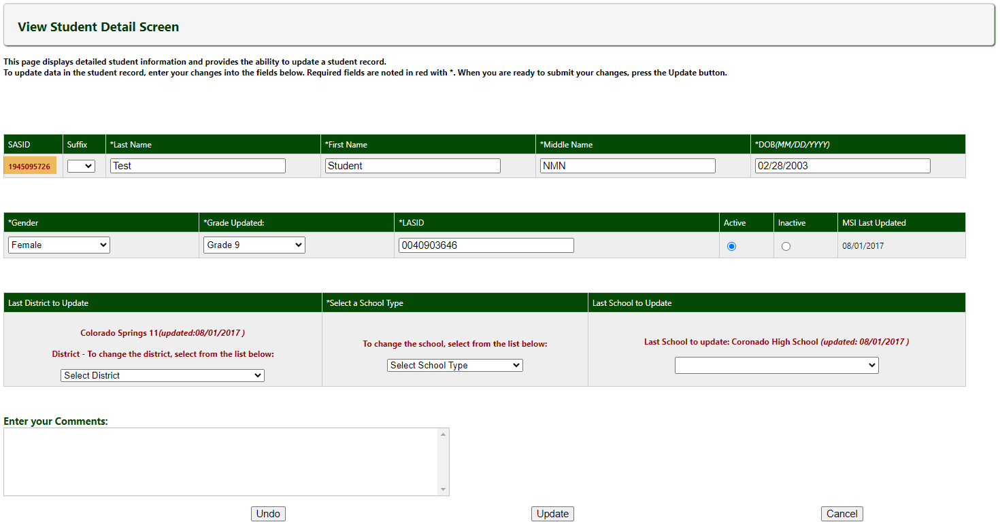 View Student Detail Screen
This page displays detailed student information and provides the ability to update a student record.
To update data in the student record, enter your changes into the fields below. Required fields are noted in red with *. When you are ready to submit your changes, press the Update button.
SASID Suffix *Last Name *First Name *Middle Name *DOB(MM/DD/YYYY)
1945095726 Test Student NMN 02/28/2003
*Gender *Grade Updated: *LASID Active Inactive MSI Last Updated
Female Grade 9 0040903646 08/01/2017
Last District to Update *Select a School Type Last School to Update
Colorado Springs 11(updated:08/01/2017 )
District - To change the district, select from the list below:
Select District
To change the school, select from the list below:
Select School Type
Last School to update: Coronado High School (updated: 08/01/2017 )
Enter your Comments:
Undo Update Cancel